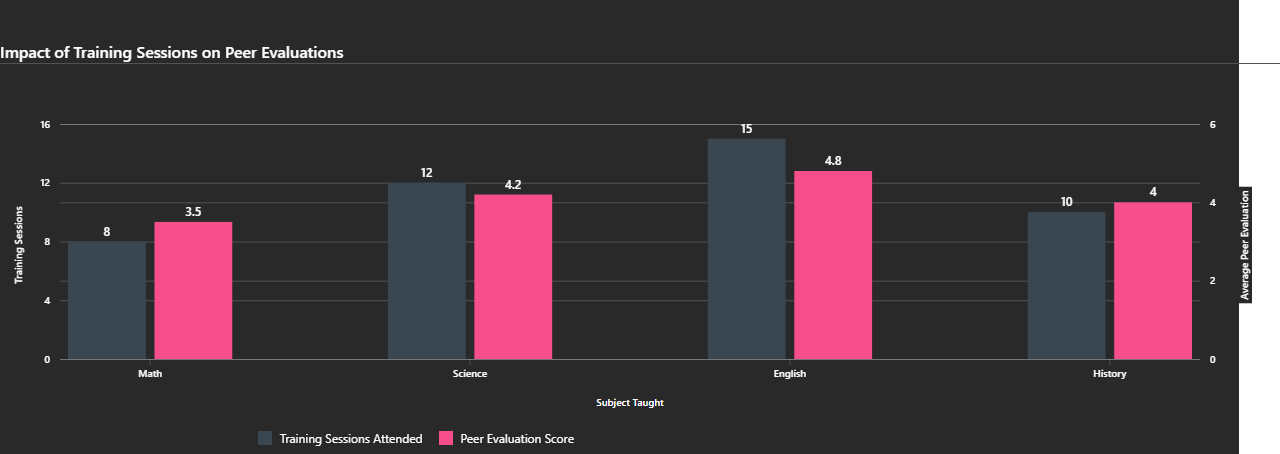 Impact of Training Sessions on Peer Evaluations
16
12
8
4
0
Training Sessions
6
4
2
0
Average Peer Evaluation
8
3.5
12
4.2
15
4.8
10
4
Math
Science
English
History
Subject Taught
Training Sessions Attended
Peer Evaluation Score